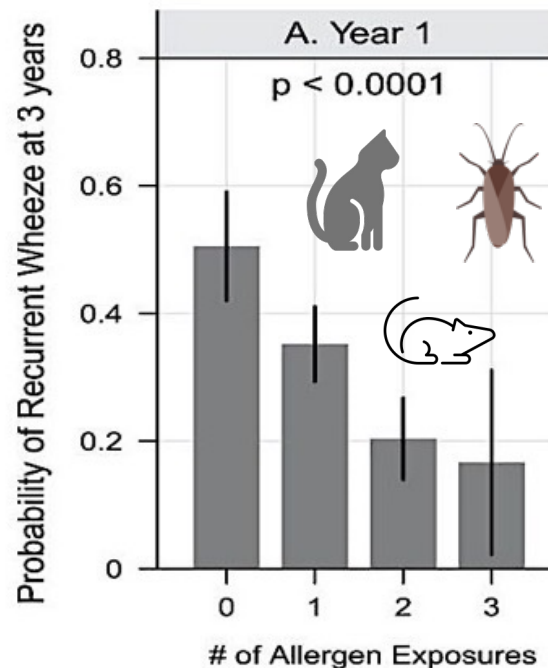 A. Year 1
p < 0.0001
Probability of Recurrent Wheeze at 3 years
0.8
0.6
0.4
0.2
0
0 1 2 3
# of Allergen Exposures